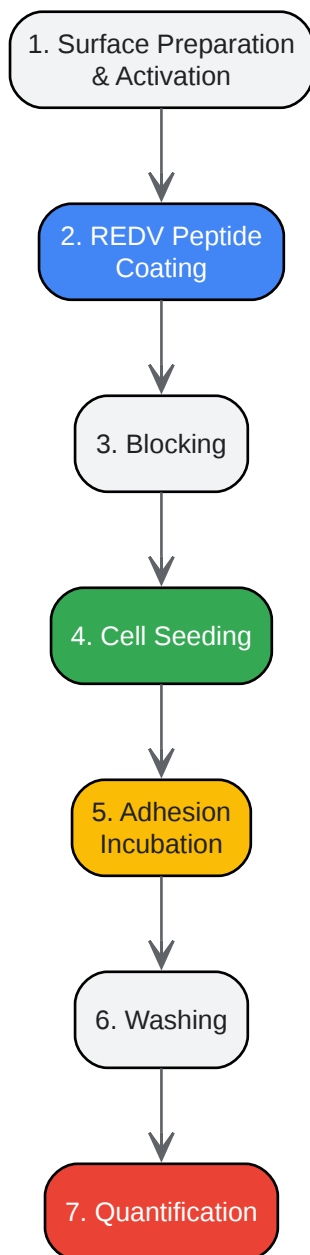 1. Surface Preparation
& Activation
2. REDV Peptide
Coating
3. Blocking
4. Cell Seeding
5. Adhesion
Incubation
6. Washing
7. Quantification